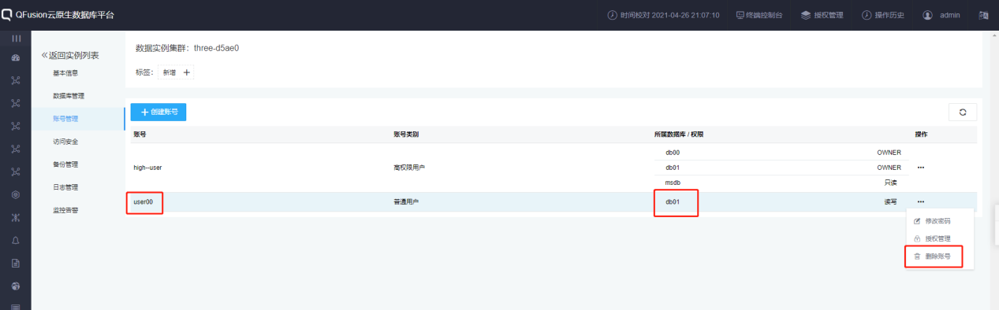 QFusion云原生数据库平台
时间校对 2021-04-26 21:07:10
终端控制台
授权管理
操作历史
admin
返回实例列表
基本信息
数据库管理
账号管理
访问安全
备份管理
日志管理
监控告警
数据实例集群：three-d5ae0
标签： 新增 +
+ 创建账号
账号 账号类别 所属数据库 / 权限 操作
db00 OWNER
high--user 高权限用户 db01 OWNER ···
msdb 只读
user00 普通用户 db01 读写 ···
修改密码
授权管理
删除账号